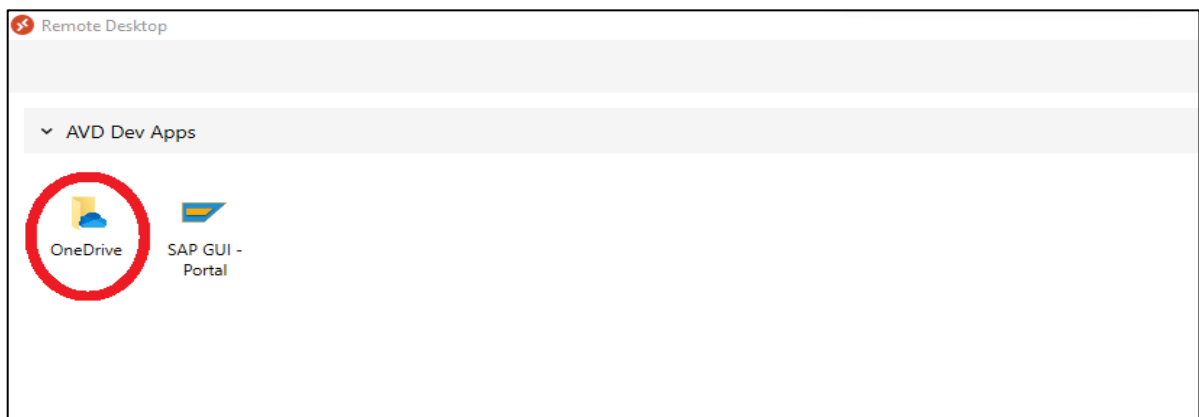 Remote Desktop
AVD Dev Apps
OneDrive
SAP GUI -
Portal